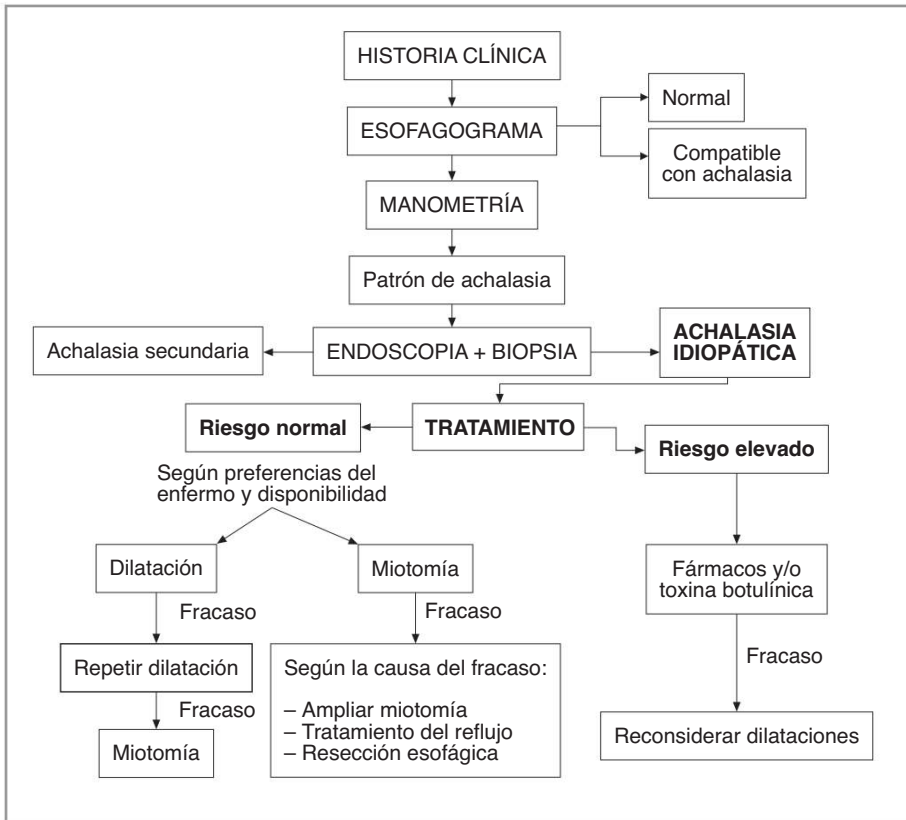 HISTORIA CLÍNICA
ESOFAGOGRAMA
Normal
Compatible
con achalasia
MANOMETRÍA
Patrón de achalasia
Achalasia secundaria
ENDOSCOPIA + BIOPSIA
ACHALASIA
IDIOPÁTICA
Riesgo normal
TRATAMIENTO
Riesgo elevado
Según preferencias del
enfermo y disponibilidad
Dilatación
Miotomía
Fármacos y/o
toxina botulínica
Fracaso
Fracaso
Fracaso
Repetir dilatación
Según la causa del fracaso:
– Ampliar miotomía
– Tratamiento del reflujo
– Resección esofágica
Fracaso
Miotomía
Reconsiderar dilataciones